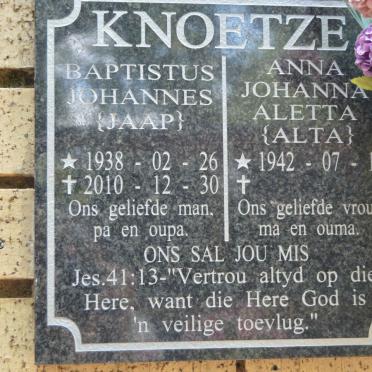 KNOETZE
BAPTISTUS
JOHANNES
{JAAP}
★ 1938 - 02 - 26
✝ 2010 - 12 - 30
Ons geliefde man,
pa en oupa.
ANNA
JOHANNA
ALETTA
{ALTA}
★ 1942 - 07 -
✝
Ons geliefde vrou
ma en ouma.
ONS SAL JOU MIS
Jes.41:13-"Vertrou altyd op die
Here, want die Here God is
'n veilige toevlug."